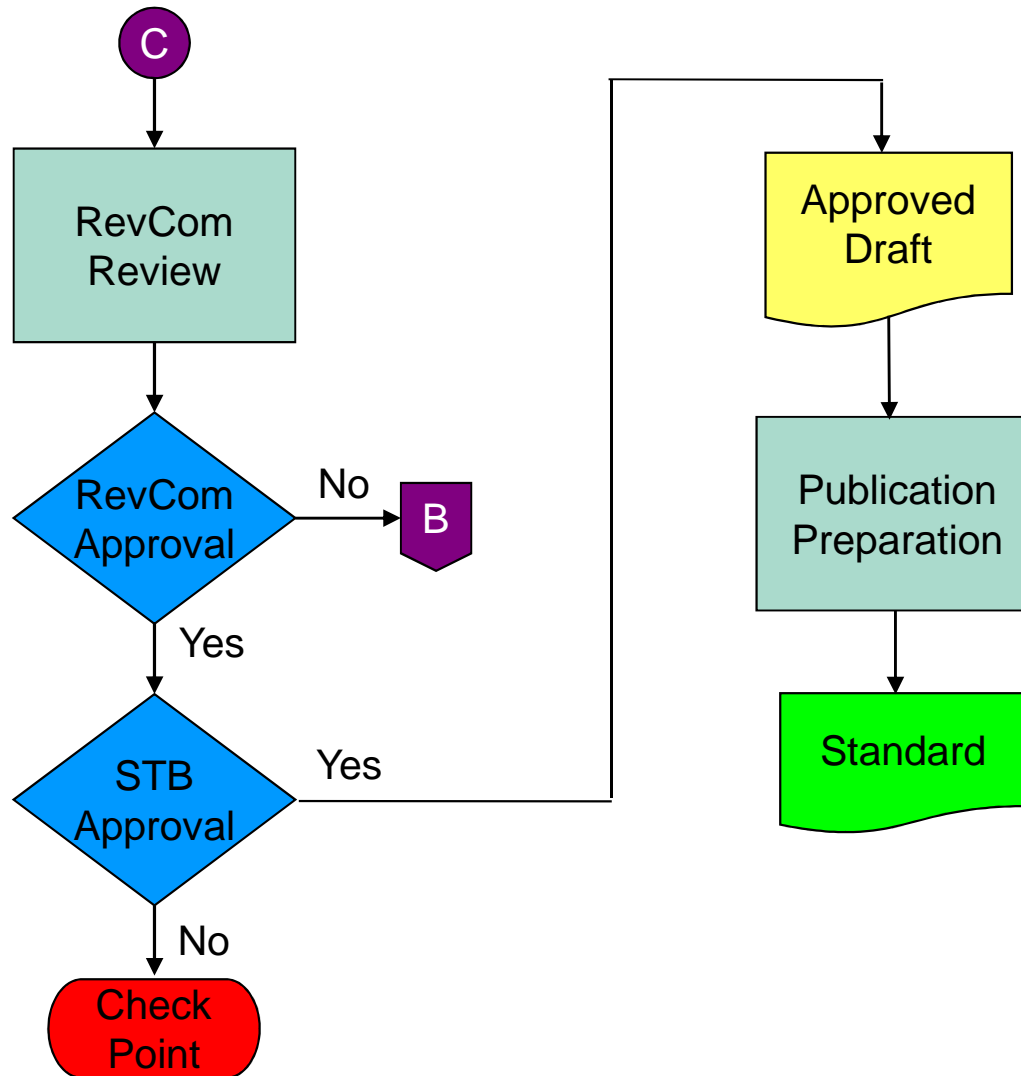 C
RevCom
Review
RevCom
Approval
No
B
Yes
STB
Approval
Yes
No
Check
Point
Approved
Draft
Publication
Preparation
Standard